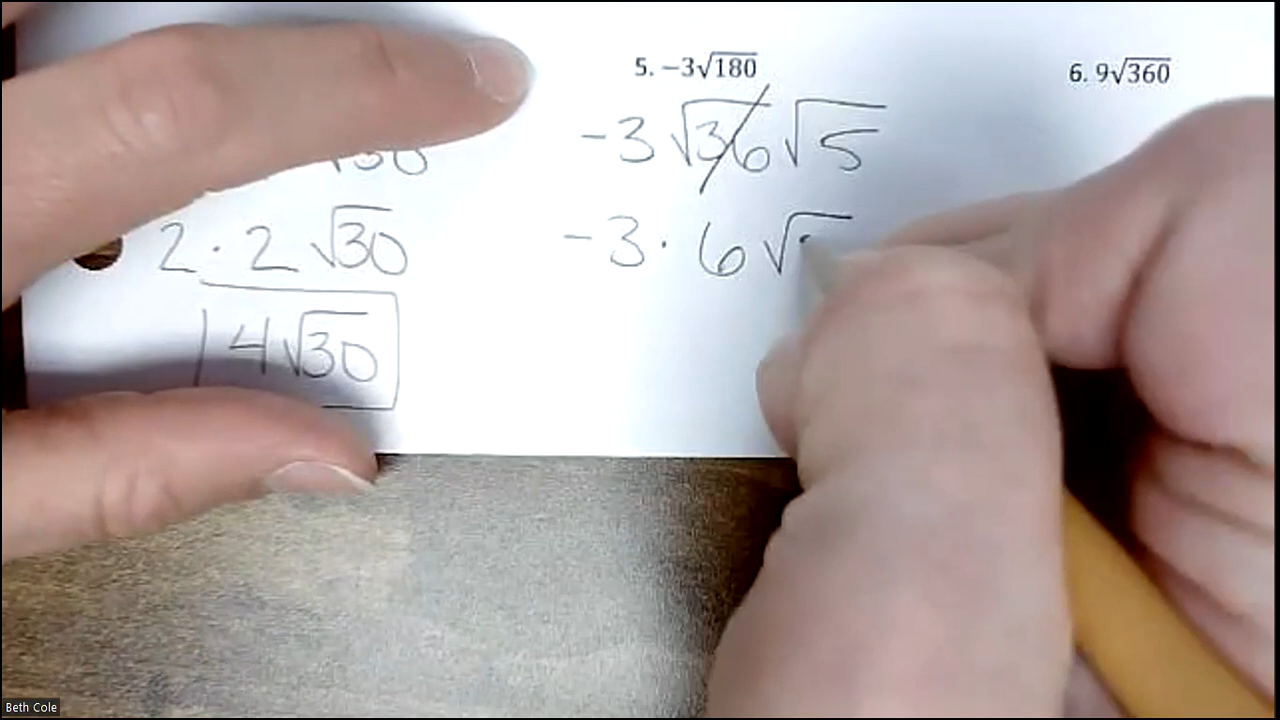 5. −3√180
6. 9√360
-3 √36 √5
2 · 2 √30
-3 · 6 √
4√30
Beth Cole